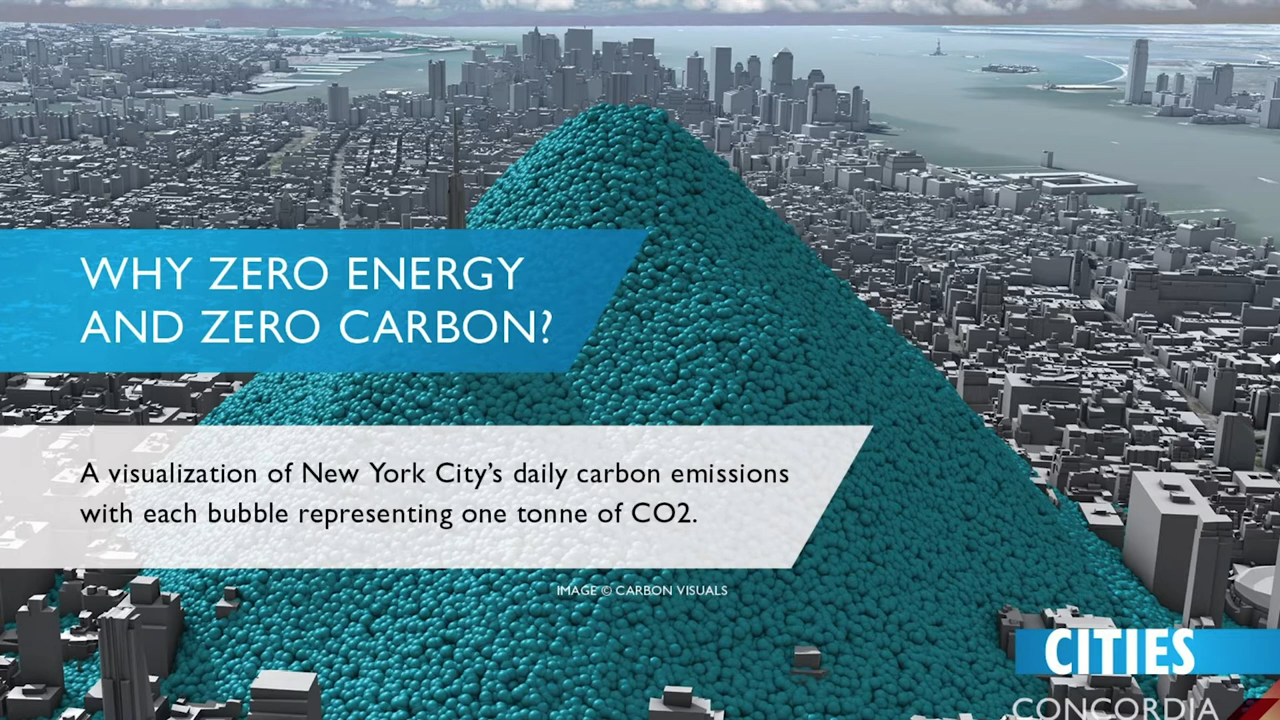 WHY ZERO ENERGY
AND ZERO CARBON?
A visualization of New York City's daily carbon emissions
with each bubble representing one tonne of CO2.
IMAGE © CARBON VISUALS
CITIES
CONCORDIA